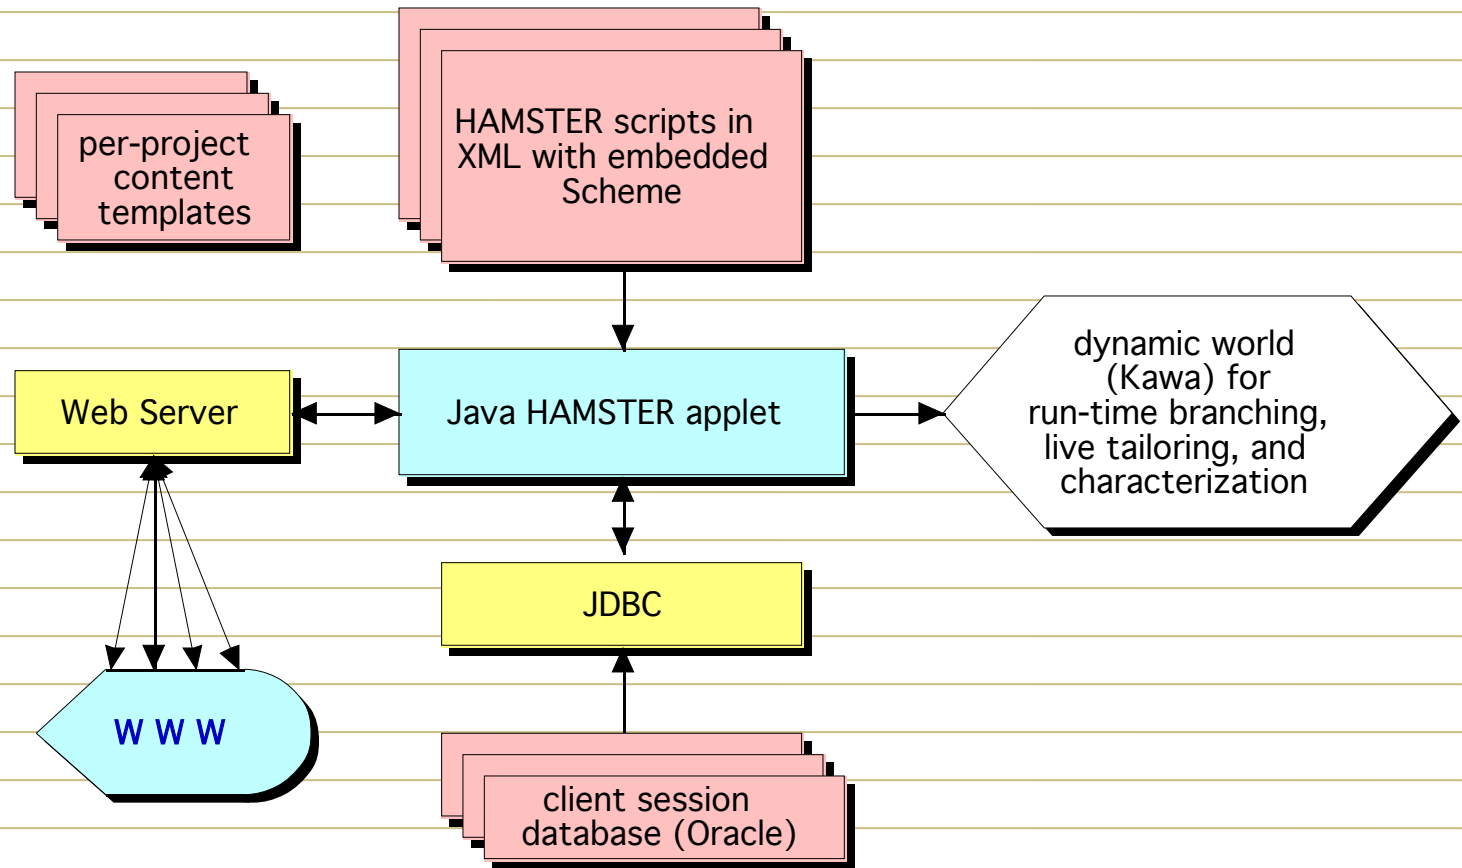 per-project
content
templates
HAMSTER scripts in
XML with embedded
Scheme
Web Server
Java HAMSTER applet
dynamic world
(Kawa) for
run-time branching,
live tailoring, and
characterization
JDBC
W W W
client session
database (Oracle)